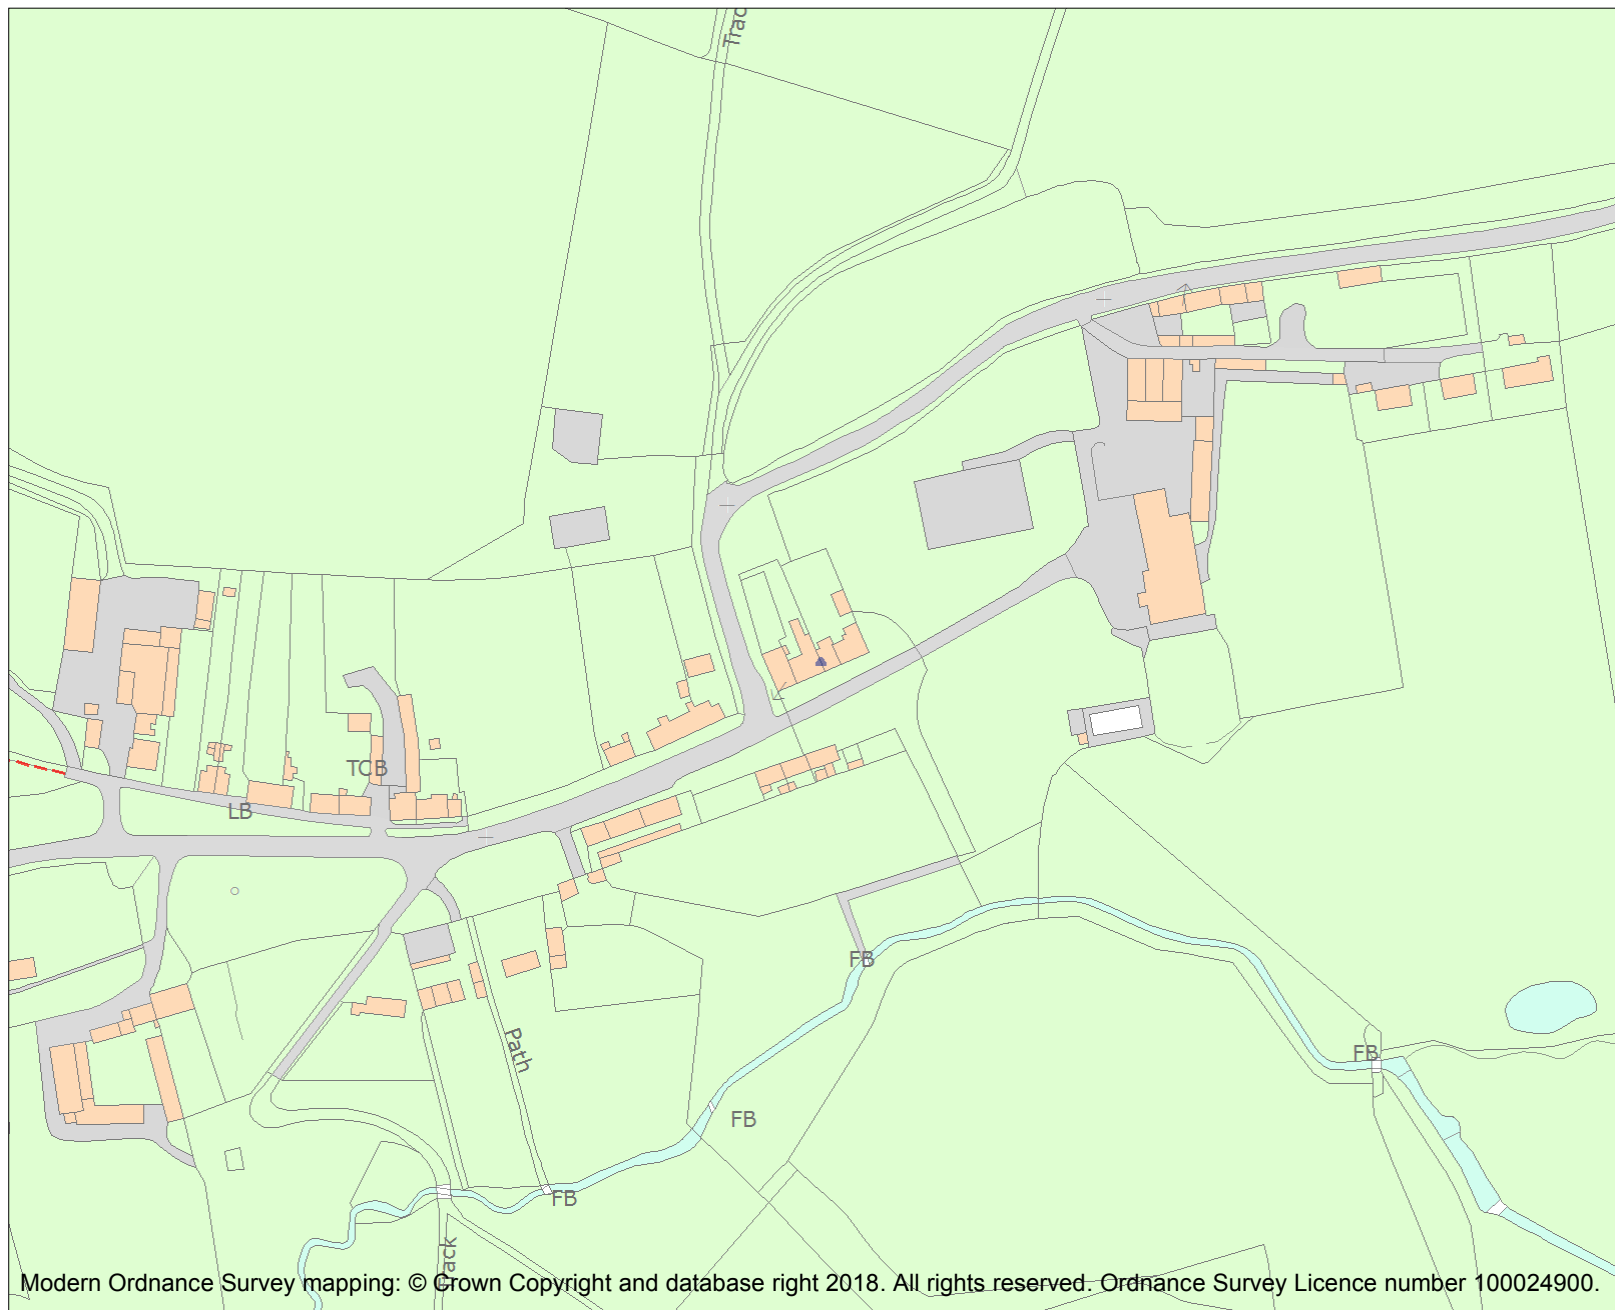 Trac
TCB
LB
FB
FB
Path
FB
FB
Track
Modern Ordnance Survey mapping: © Crown Copyright and database right 2018. All rights reserved. Ordnance Survey Licence number 100024900.